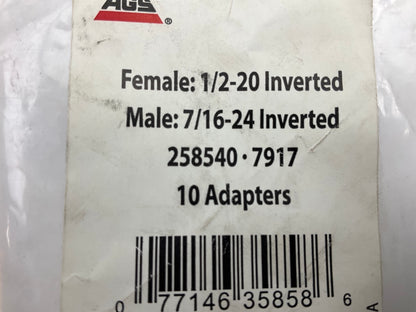 AGS
Female: 1/2-20 Inverted
Male: 7/16-24 Inverted
258540 · 7917
10 Adapters
0 77146 35858 6
A